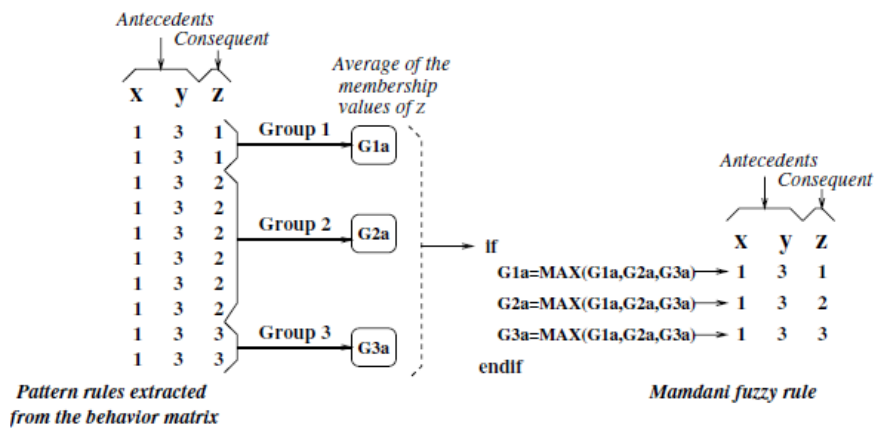 Antecedents
Consequent
x y z
1 3 1
1 3 1
1 3 2
1 3 2
1 3 2
1 3 2
1 3 2
1 3 2
1 3 3
1 3 3
Pattern rules extracted
from the behavior matrix
Group 1
Group 2
Group 3
Average of the
membership
values of z
G1a
G2a
G3a
If
G1a=MAX(G1a,G2a,G3a)
G2a=MAX(G1a,G2a,G3a)
G3a=MAX(G1a,G2a,G3a)
endif
Antecedents
Consequent
x y z
1 3 1
1 3 2
1 3 3
Mamdani fuzzy rule